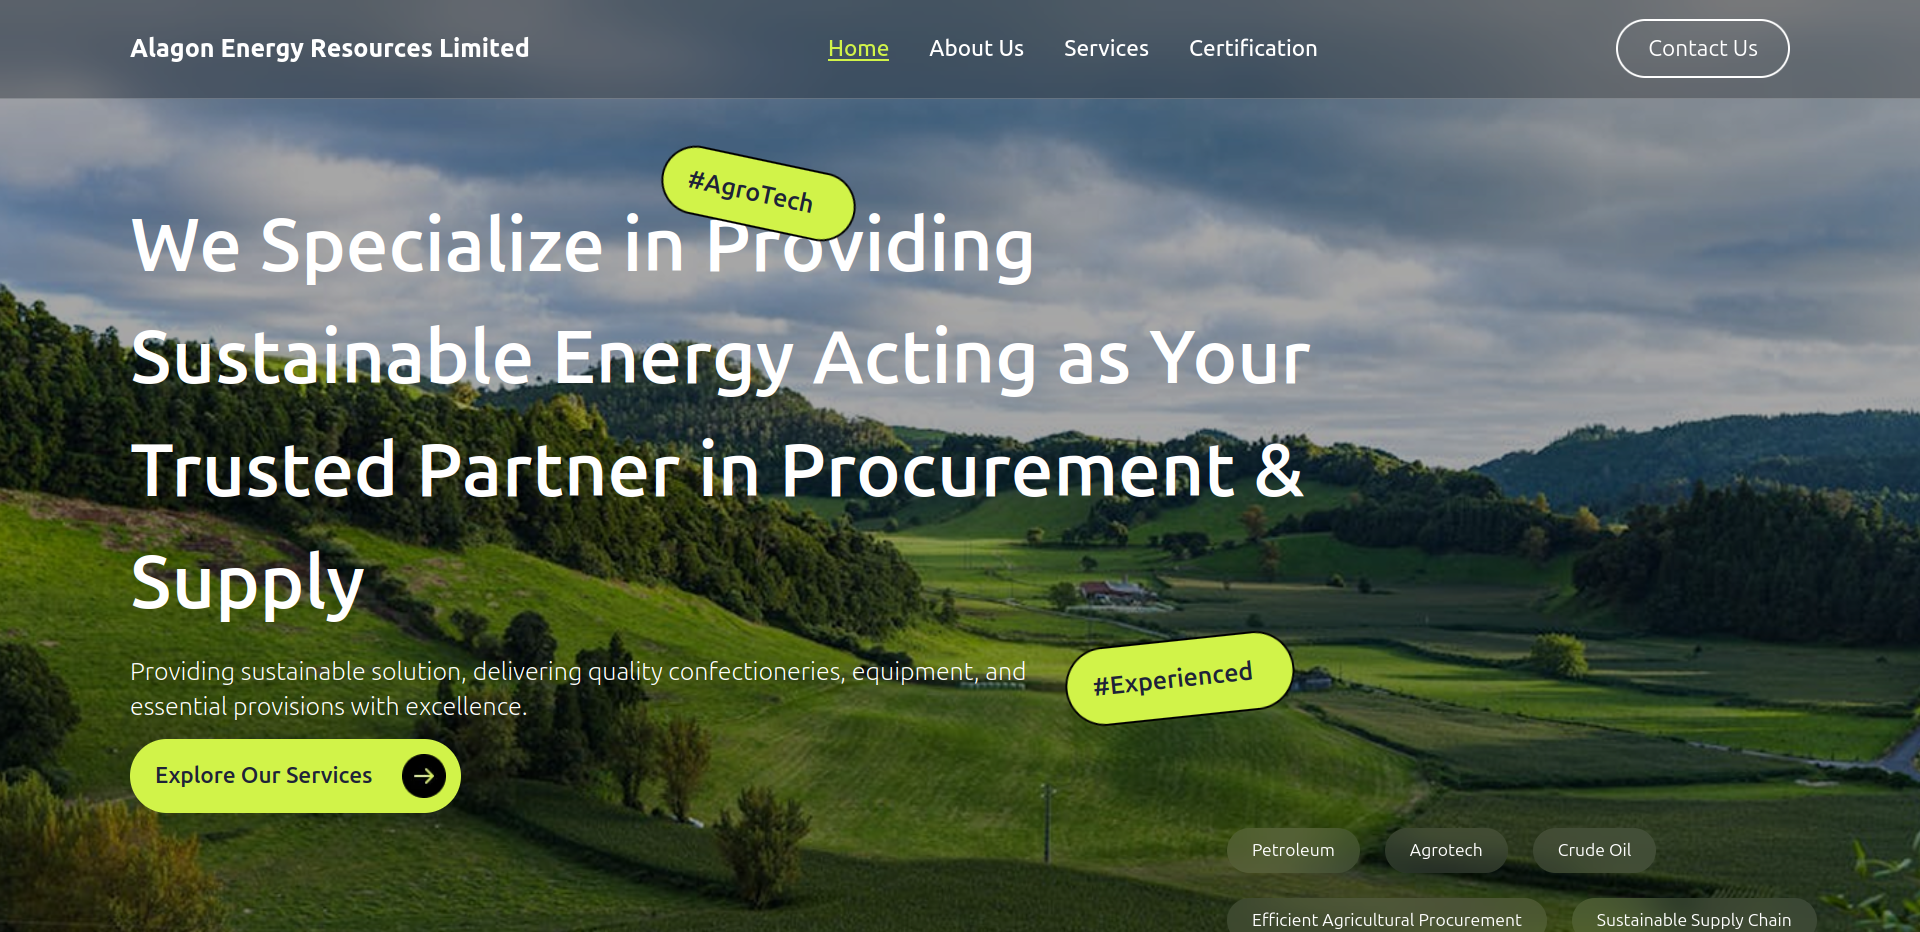 Alagon Energy Resources Limited
Home
About Us
Services
Certification
Contact Us
#AgroTech
We Specialize in Providing
Sustainable Energy Acting as Your
Trusted Partner in Procurement &
Supply
Providing sustainable solution, delivering quality confectioneries, equipment, and
essential provisions with excellence.
#Experienced
Explore Our Services
Petroleum
Agrotech
Crude Oil
Efficient Agricultural Procurement
Sustainable Supply Chain